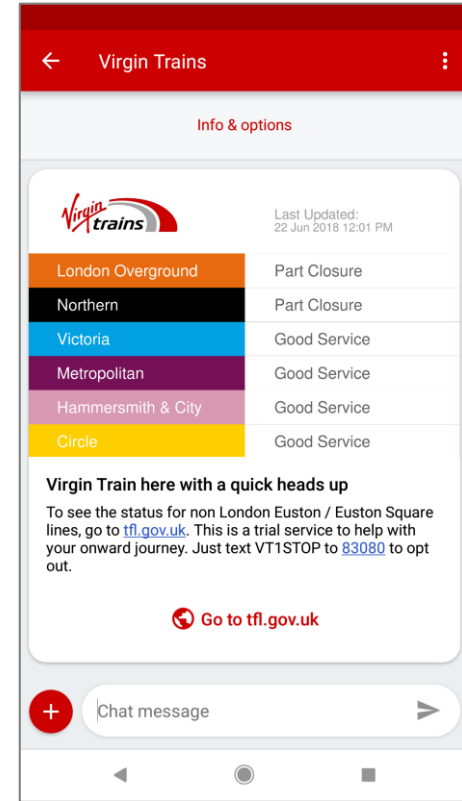 Virgin Trains
Info & options
Virgin
trains
Last Updated:
22 Jun 2018 12:01 PM
London Overground Part Closure
Northern Part Closure
Victoria Good Service
Metropolitan Good Service
Hammersmith & City Good Service
Circle Good Service
Virgin Train here with a quick heads up
To see the status for non London Euston / Euston Square
lines, go to tfl.gov.uk. This is a trial service to help with
your onward journey. Just text VT1STOP to 83080 to opt
out.
Go to tfl.gov.uk
Chat message